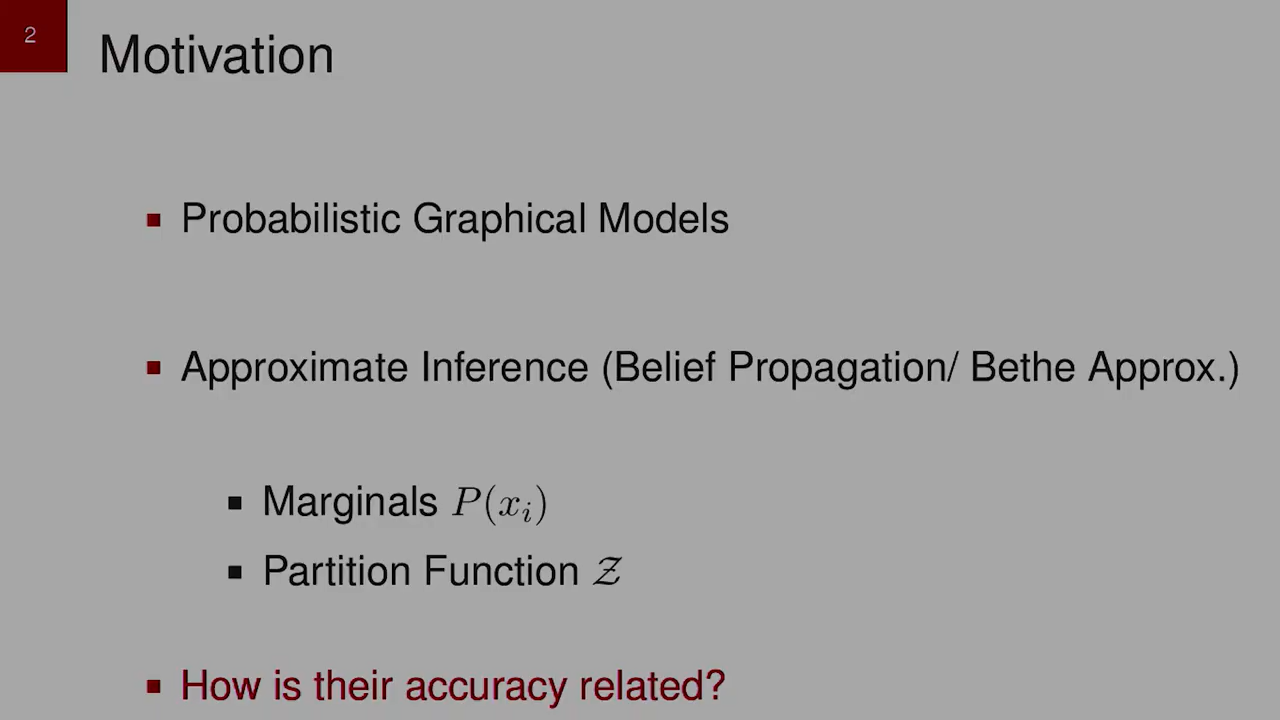 2
Motivation
Probabilistic Graphical Models
Approximate Inference (Belief Propagation/ Bethe Approx.)
Marginals P(x_i)
Partition Function 𝒵
How is their accuracy related?